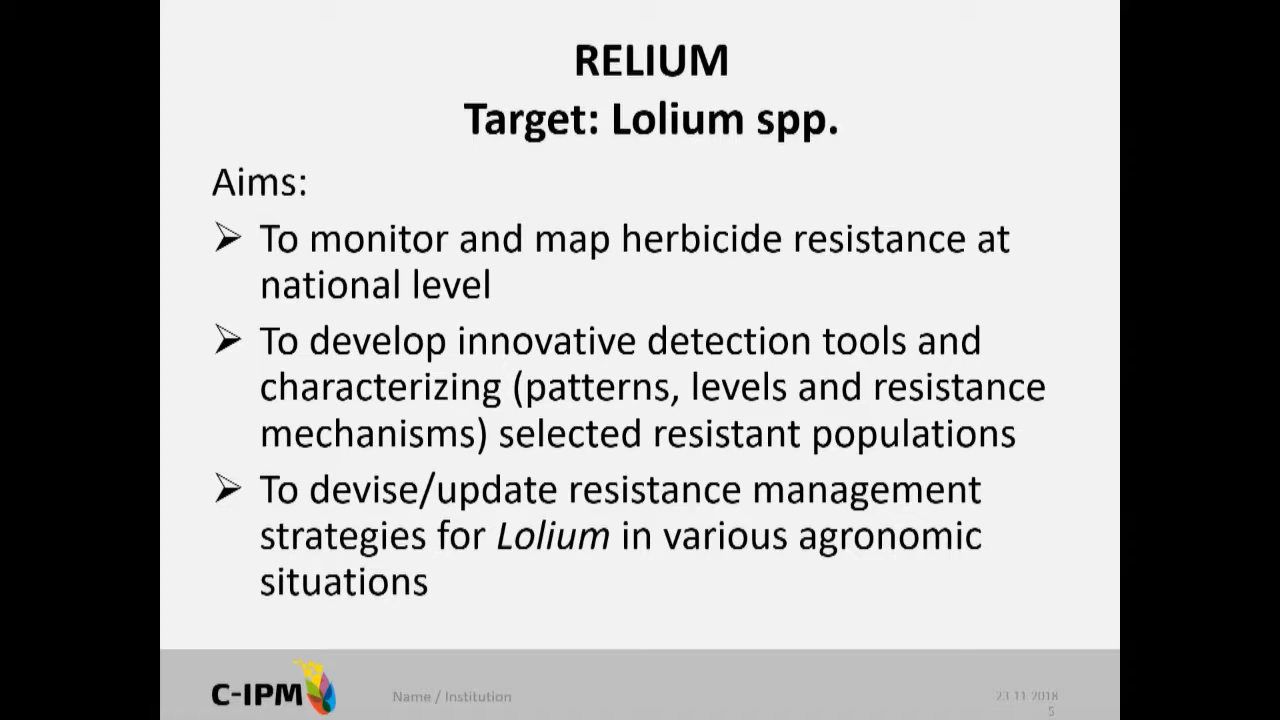 RELIUM
Target: Lolium spp.
Aims:
To monitor and map herbicide resistance at
national level
To develop innovative detection tools and
characterizing (patterns, levels and resistance
mechanisms) selected resistant populations
To devise/update resistance management
strategies for Lolium in various agronomic
situations
C-IPM
Name / Institution
23-11-2018
5